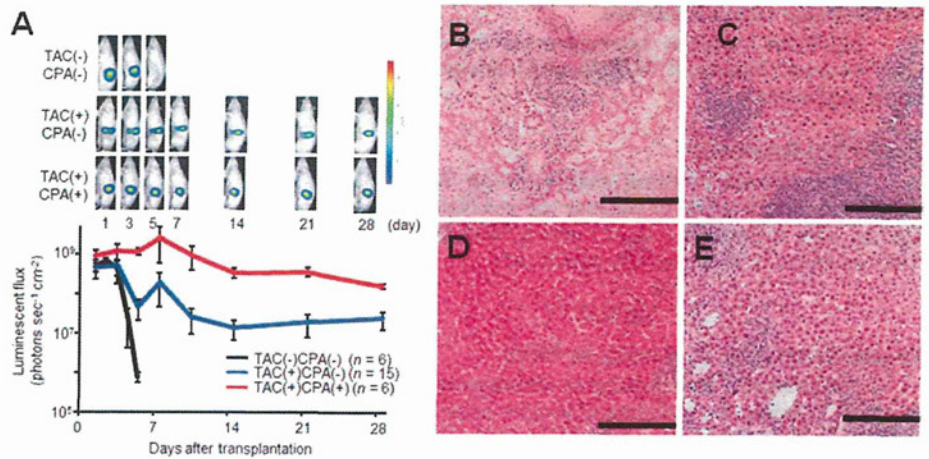 A
TAC(-)
CPA(-)
TAC(+)
CPA(-)
TAC(+)
CPA(+)
1 3 5 7 14 21 28 (day)
Luminescent flux
(photons sec⁻¹ cm⁻²)
10⁹
10⁷
10⁵
TAC(-)CPA(-) (n = 6)
TAC(+)CPA(-) (n = 15)
TAC(+)CPA(+) (n = 6)
0 7 14 21 28
Days after transplantation
B
C
D
E